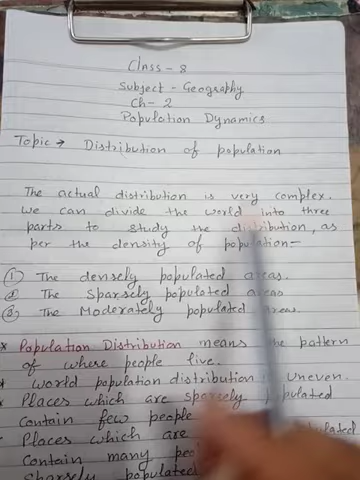 Class - 8
Subject - Geography
Ch- 2
Population Dynamics
Topic → Distribution of population
The actual distribution is very complex.
We can divide the world into three
parts to study the distribution, as
per the density of population -
① The densely populated areas.
② The Sparsely populated areas
③ The Moderately populated areas.
* Population Distribution means the pattern
of where people live.
* World population distribution is uneven.
* Places which are sparsely populated
Contain few people
* Places which are populated
Contain many
Sparsely populated